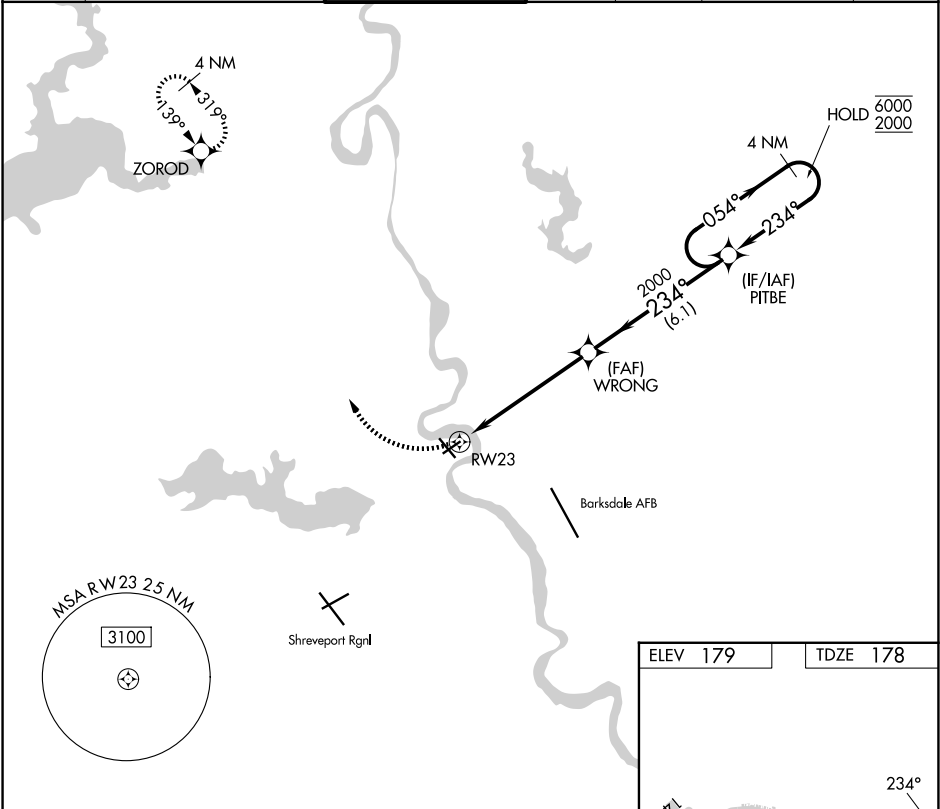 4 NM
319°
139°
ZOROD
HOLD 6000
2000
4 NM
054°
234°
(IF/IAF)
PITBE
2000
234°
(6.1)
(FAF)
WRONG
RW23
Barksdale AFB
MSA RW23 25 NM
3100
Shreveport Rgnl
ELEV 179
TDZE 178
234°